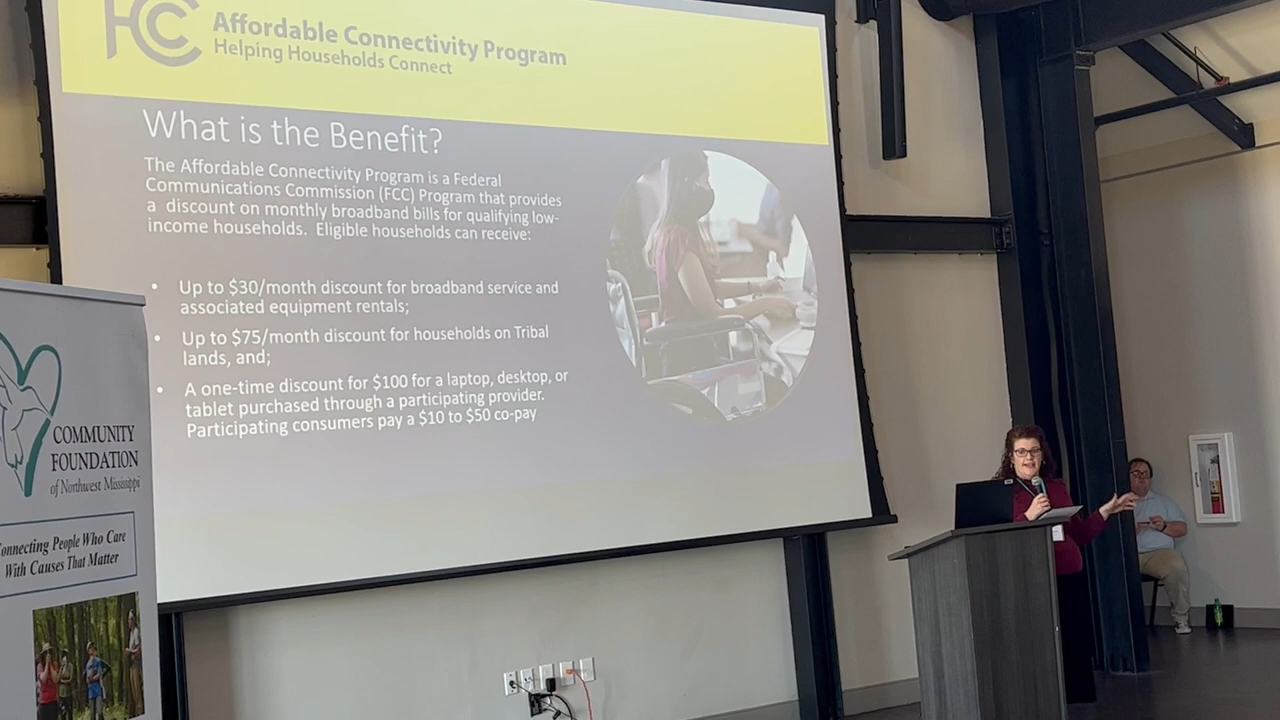 FCC
Affordable Connectivity Program
Helping Households Connect
What is the Benefit?
The Affordable Connectivity Program is a Federal
Communications Commission (FCC) Program that provides
a discount on monthly broadband bills for qualifying low-
income households. Eligible households can receive:
• Up to $30/month discount for broadband service and
associated equipment rentals;
• Up to $75/month discount for households on Tribal
lands, and;
• A one-time discount for $100 for a laptop, desktop, or
tablet purchased through a participating provider.
Participating consumers pay a $10 to $50 co-pay
COMMUNITY
FOUNDATION
of Northwest Mississippi
Connecting People Who Care
With Causes That Matter